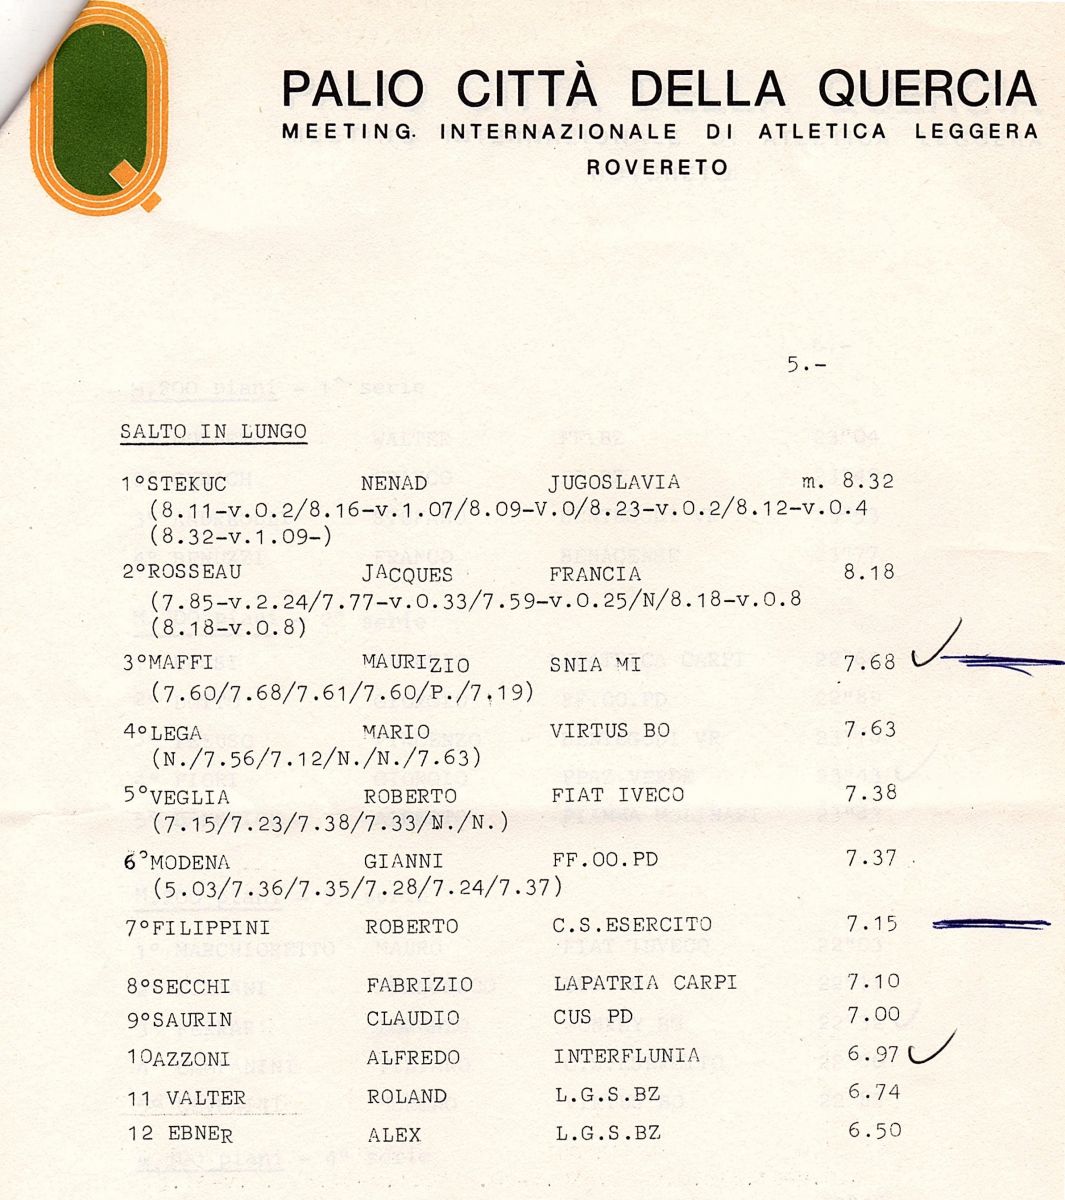 PALIO CITTÀ DELLA QUERCIA
MEETING INTERNAZIONALE DI ATLETICA LEGGERA
ROVERETO
5.-
SALTO IN LUNGO
1°STEKUC NENAD JUGOSLAVIA m. 8.32
(8.11-v.0.2/8.16-v.1.07/8.09-V.0/8.23-v.0.2/8.12-v.0.4
(8.32-v.1.09-)
2°ROSSEAU JACQUES FRANCIA 8.18
(7.85-v.2.24/7.77-v.0.33/7.59-v.0.25/N/8.18-v.0.8
(8.18-v.0.8)
3°MAFFI MAURIZIO SNIA MI 7.68
(7.60/7.68/7.61/7.60/P./7.19)
4°LEGA MARIO VIRTUS BO 7.63
(N./7.56/7.12/N./N./7.63)
5°VEGLIA ROBERTO FIAT IVECO 7.38
(7.15/7.23/7.38/7.33/N./N.)
6°MODENA GIANNI FF.OO.PD 7.37
(5.03/7.36/7.35/7.28/7.24/7.37)
7°FILIPPINI ROBERTO C.S.ESERCITO 7.15
8°SECCHI FABRIZIO LAPATRIA CARPI 7.10
9°SAURIN CLAUDIO CUS PD 7.00
10AZZONI ALFREDO INTERFLUNIA 6.97
11 VALTER ROLAND L.G.S.BZ 6.74
12 EBNER ALEX L.G.S.BZ 6.50